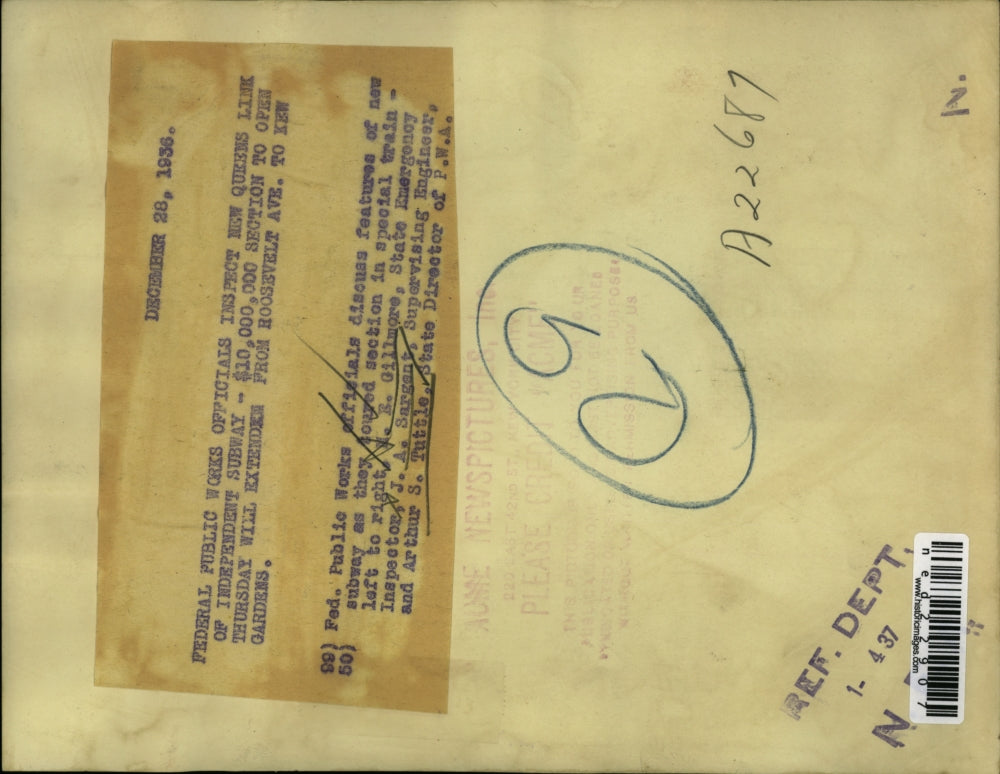 DECEMBER 28, 1936.
FEDERAL PUBLIC WORKS OFFICIALS INSPECT NEW QUEENS LINK
OF INDEPENDENT SUBWAY - $10,000,000 SECTION TO OPEN
THURSDAY WILL EXTENDEM FROM ROOSEVELT AVE. TO KEW
GARDENS.
99) Fed. Public Works officials discuss features of new
50) subway as they toured section in special train -
left to right, M. E. Gillmore, State Emergency
Inspector, J. A. Sargent, Supervising Engineer,
and Arthur S. Tuttle, State Director of P.W.A.
ACME NEWSPICTURES, Inc.
220 EAST 42ND ST.
PLEASE CREDIT "ACME"
29
A22687
N.
REF. DEPT.
1- 4 37
N
ned22907
www.historicimages.com